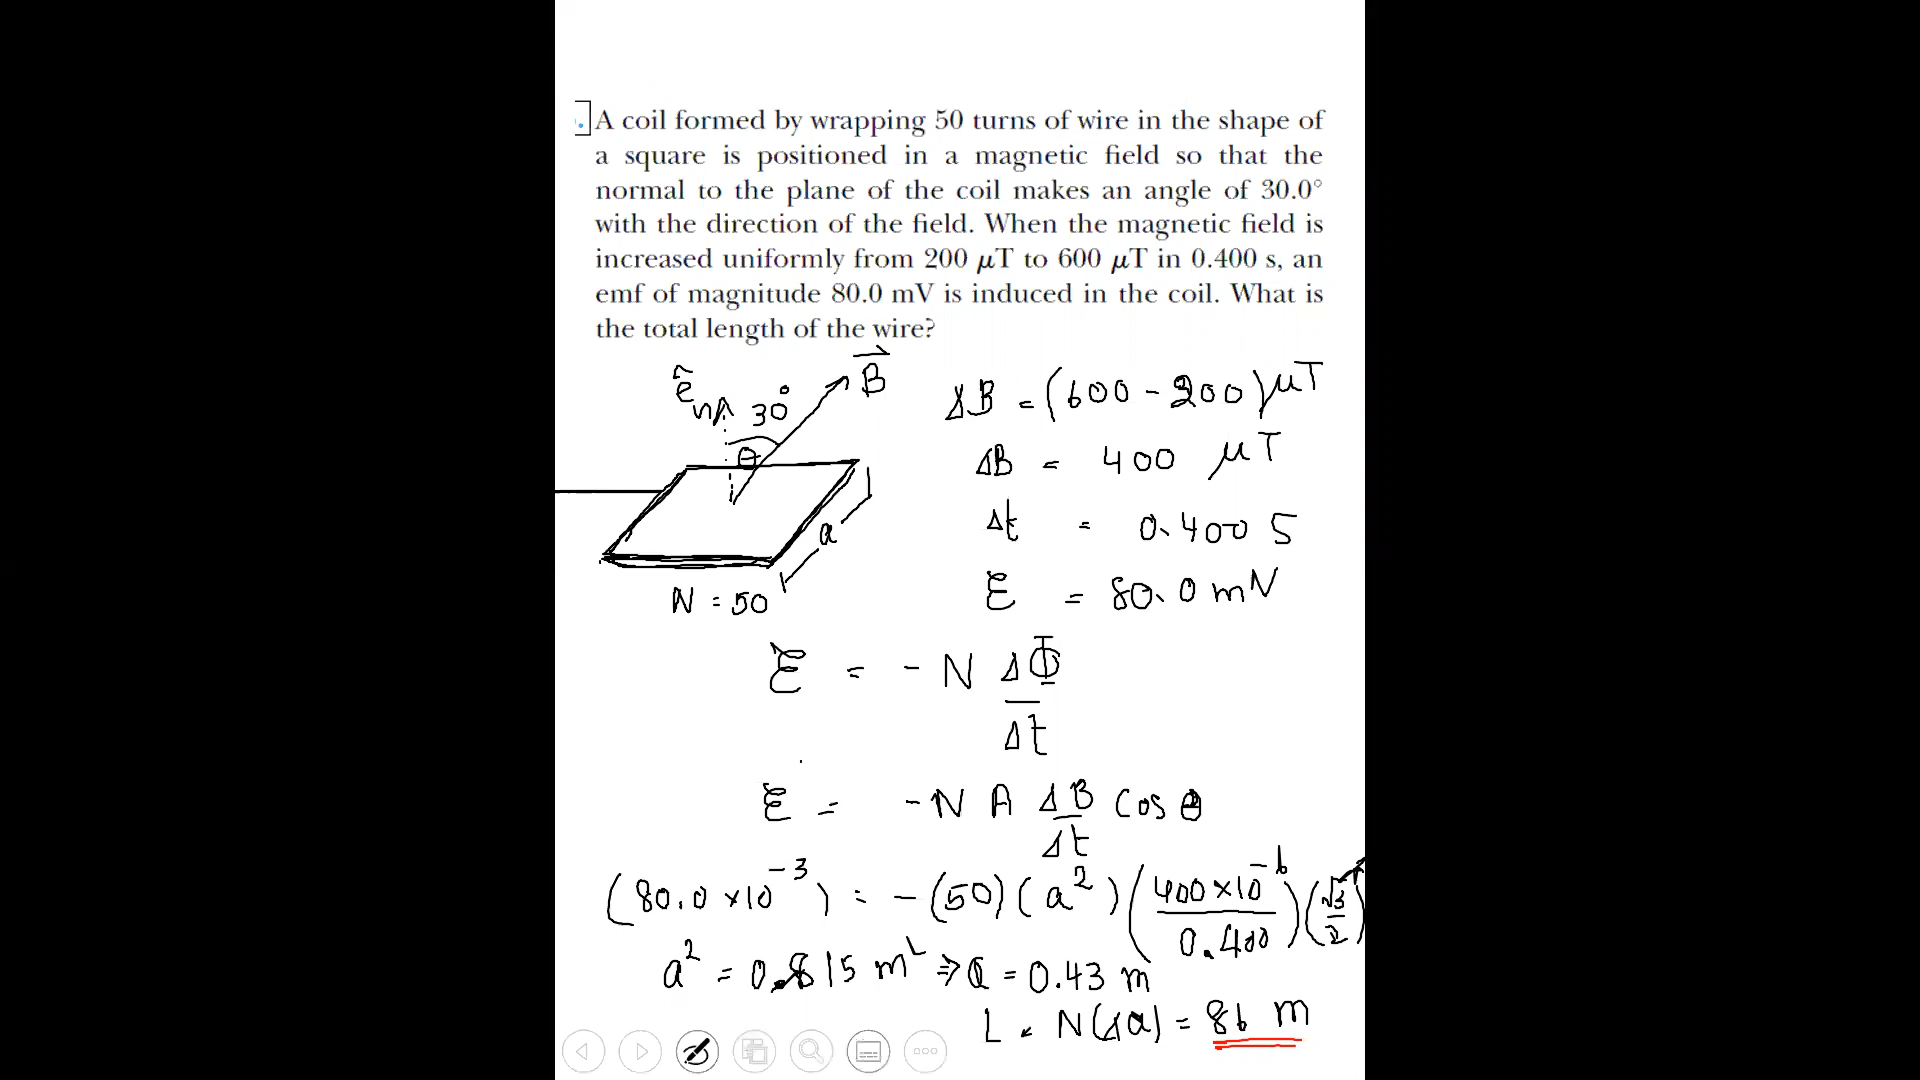 . A coil formed by wrapping 50 turns of wire in the shape of
a square is positioned in a magnetic field so that the
normal to the plane of the coil makes an angle of 30.0°
with the direction of the field. When the magnetic field is
increased uniformly from 200 μT to 600 μT in 0.400 s, an
emf of magnitude 80.0 mV is induced in the coil. What is
the total length of the wire?
ê_n 30° B⃗
θ
a
N = 50
ΔB = (600 - 200) μT
ΔB = 400 μT
Δt = 0.400 S
ε = 80.0 mV
ε = - N ΔΦ/Δt
ε = - N A ΔB/Δt Cos θ
(80.0 × 10⁻³) = - (50) (a²) (400 × 10⁻⁶ / 0.400) (√3/2)
a² = 0.815 m² ⇒ a = 0.43 m
L = N(4a) = 86 m